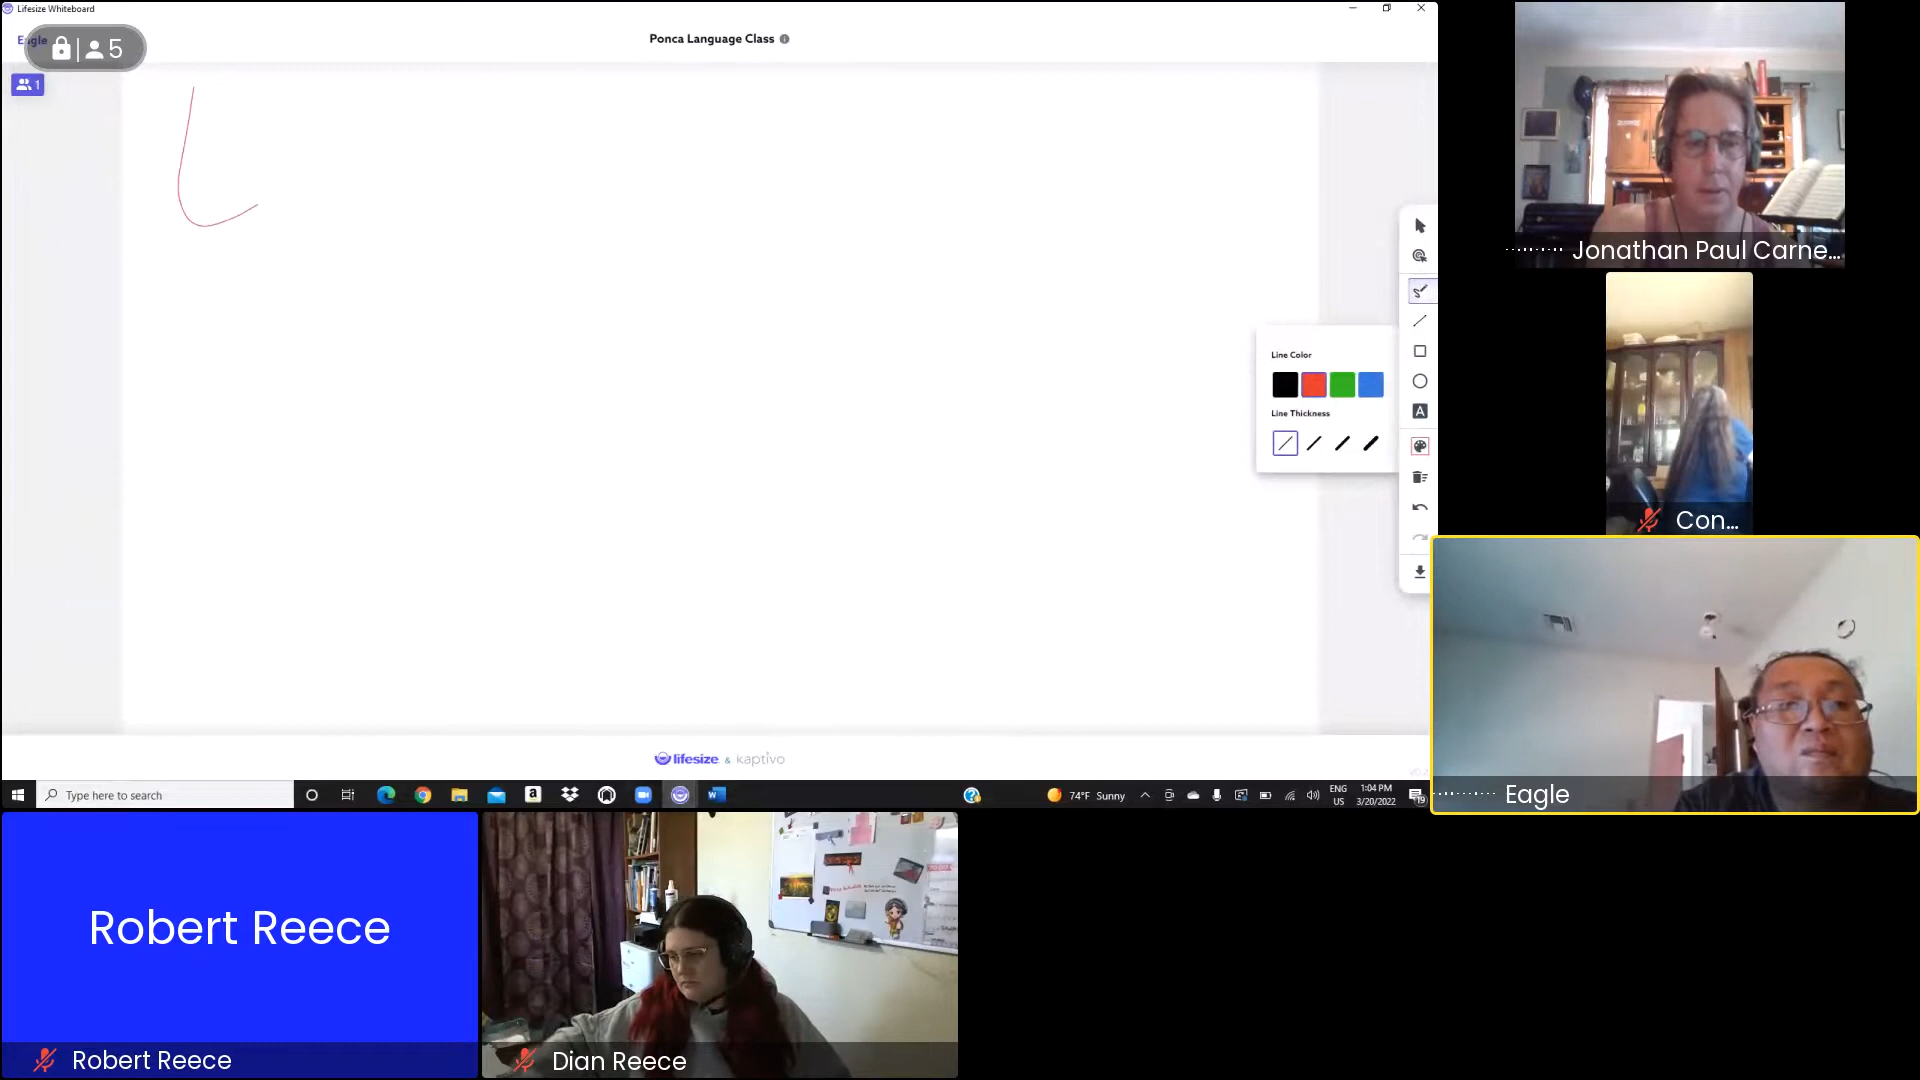 Lifesize Whiteboard
Eagle
5
Ponca Language Class
1
Jonathan Paul Carne...
Con...
Line Color
Line Thickness
A
lifesize & kaptivo
Type here to search
74°F Sunny
ENG
US
1:04 PM
3/20/2022
19
Eagle
Robert Reece
Robert Reece
Dian Reece